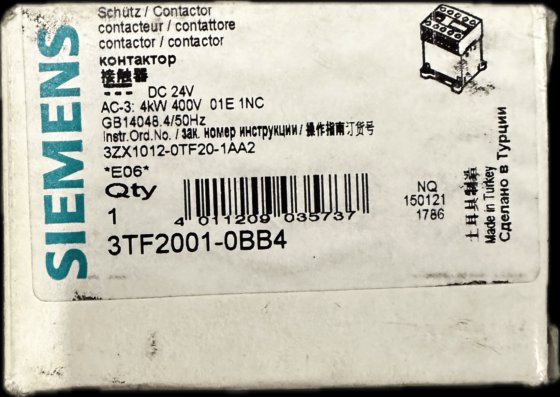 SIEMENS
Schütz / Contactor
contacteur / contattore
contactor / contactor
контактор
接触器
DC 24V
AC-3: 4kW 400V 01E 1NC
GB14048.4/50Hz
Instr.Ord.No. / зак. номер инструкции / 操作指南订货号
3ZX1012-0TF20-1AA2
*E06*
Qty
1
4 011209 035737
3TF2001-0BB4
NQ
150121
1786
土耳其制造
Made in Turkey
Сделано в Турции